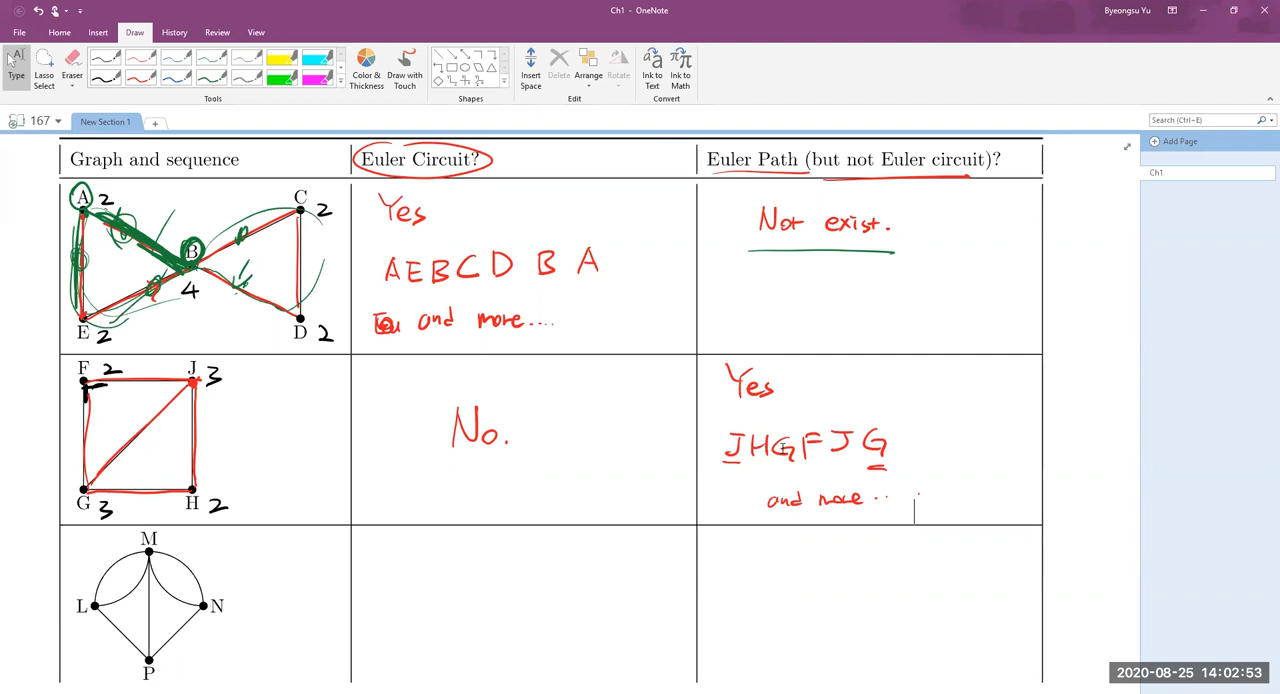 Ch1 - OneNote
Byeongsu Yu
File Home Insert Draw History Review View
Type
Lasso Select
Eraser
Color & Thickness
Draw with Touch
Insert Space
Delete
Arrange
Rotate
Ink to Text
Ink to Math
Tools
Shapes
Edit
Convert
167
New Section 1
Search (Ctrl+E)
Add Page
Ch1
Graph and sequence
Euler Circuit?
Euler Path (but not Euler circuit)?
A 2
C 2
B
4
E 2
D 2
Yes
A E B C D B A
and more....
Not exist.
F 2
J 3
G 3
H 2
No.
Yes
J H G F J G
and more...
M
L
N
P
2020-08-25 14:02:53